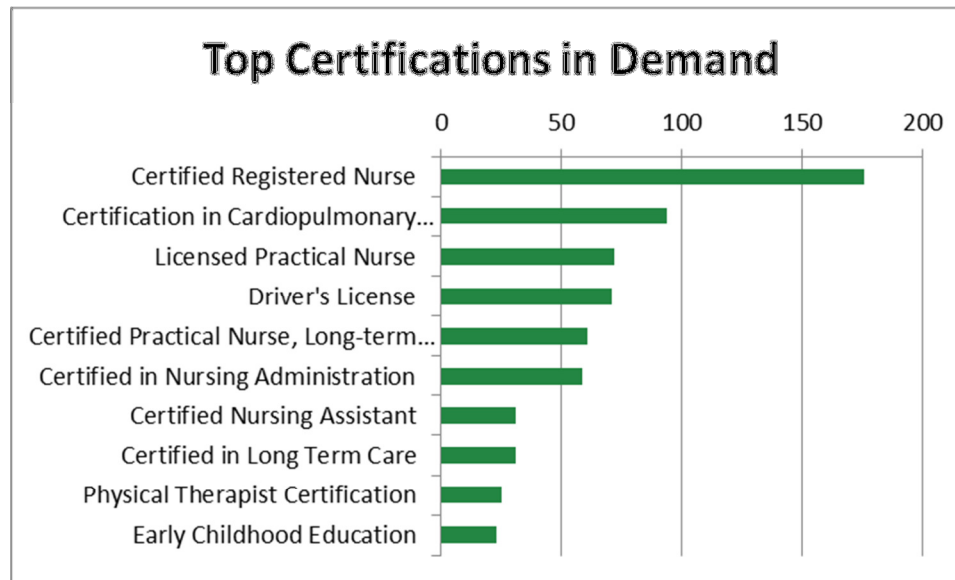 Top Certifications in Demand
0 50 100 150 200
Certified Registered Nurse
Certification in Cardiopulmonary...
Licensed Practical Nurse
Driver's License
Certified Practical Nurse, Long-term...
Certified in Nursing Administration
Certified Nursing Assistant
Certified in Long Term Care
Physical Therapist Certification
Early Childhood Education